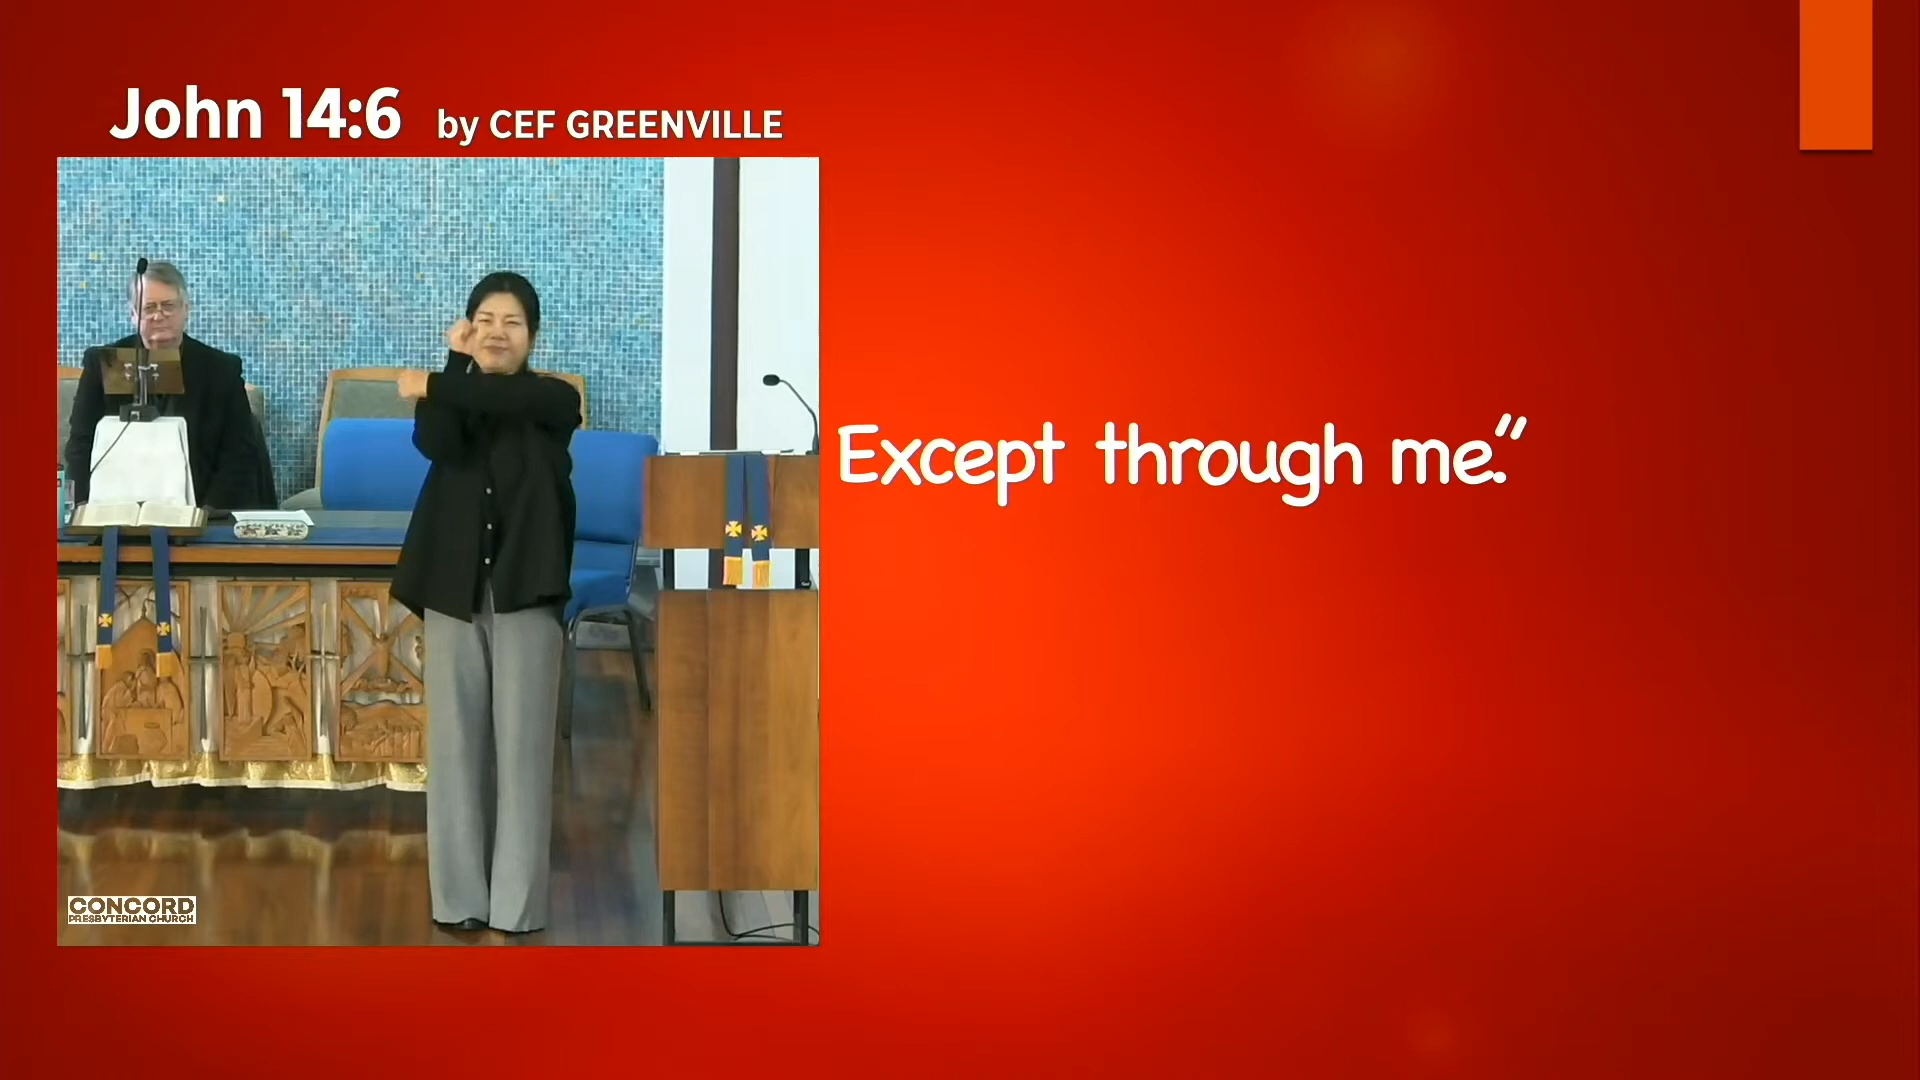 John 14:6 by CEF GREENVILLE
Except through me."
CONCORD
PRESBYTERIAN CHURCH